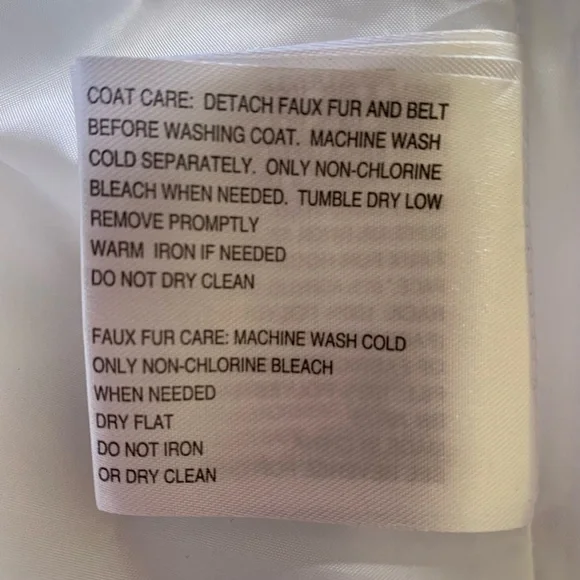 COAT CARE: DETACH FAUX FUR AND BELT
BEFORE WASHING COAT. MACHINE WASH
COLD SEPARATELY. ONLY NON-CHLORINE
BLEACH WHEN NEEDED. TUMBLE DRY LOW
REMOVE PROMPTLY
WARM IRON IF NEEDED
DO NOT DRY CLEAN
FAUX FUR CARE: MACHINE WASH COLD
ONLY NON-CHLORINE BLEACH
WHEN NEEDED
DRY FLAT
DO NOT IRON
OR DRY CLEAN